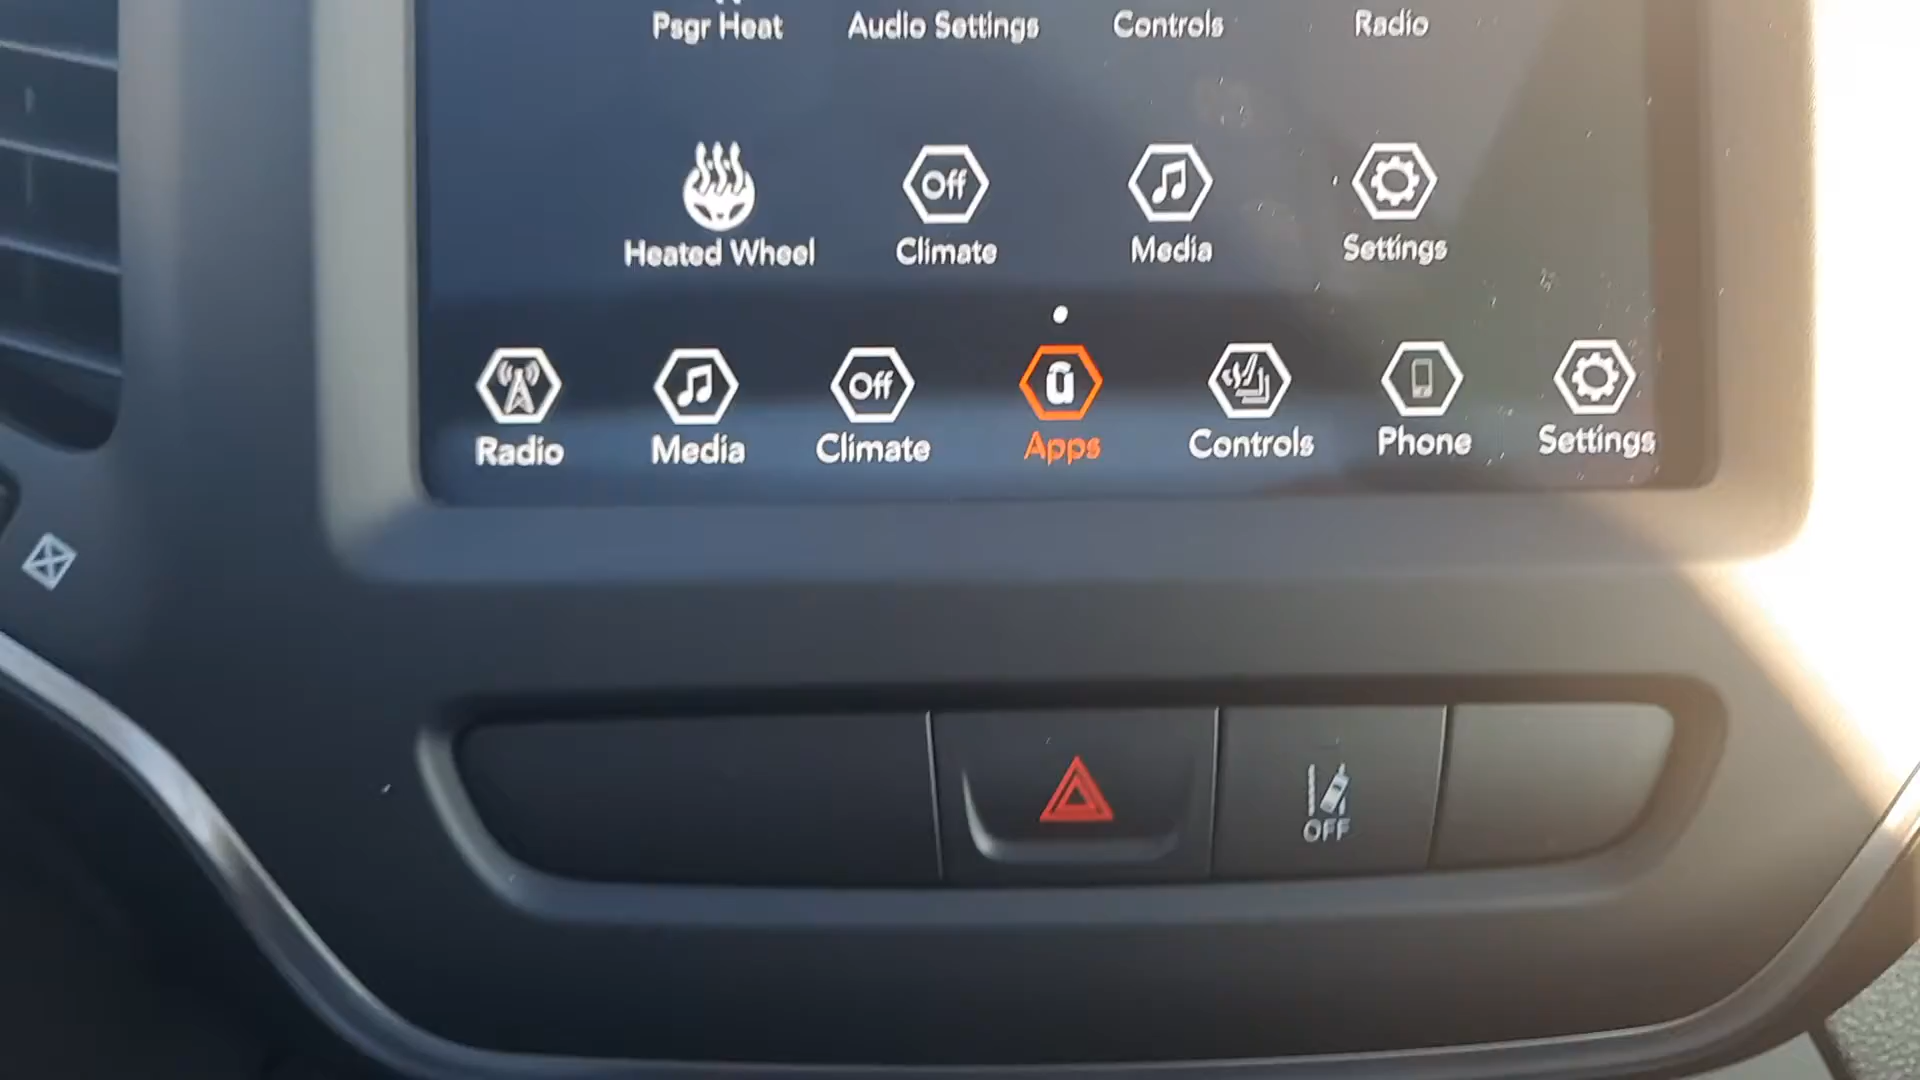 Psgr Heat Audio Settings Controls Radio
Off
Heated Wheel Climate Media Settings
Off ū
Radio Media Climate Apps Controls Phone Settings
OFF